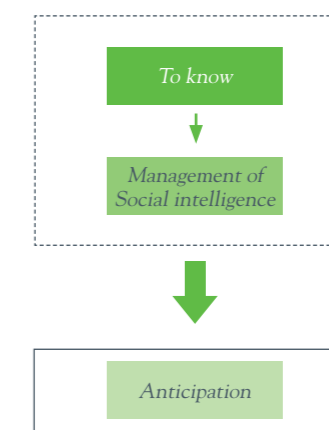 To know
Management of
Social intelligence
Anticipation